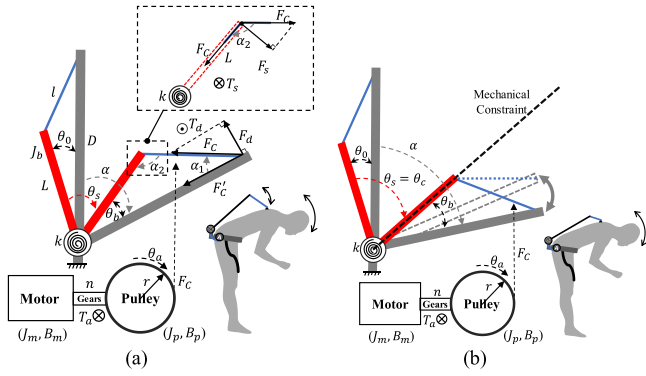 F_C
α_2
F_C
L
F_s
k
T_s
l
D
θ_0
J_b
T_d
F_d
F_C
L
θ_s
α
α_2
α_1
θ_b
F'_C
k
θ_a
n
r
F_C
Motor
Gears
Pulley
T_a
(J_m, B_m)
(J_p, B_p)
(a)
Mechanical
Constraint
θ_0
α
θ_s = θ_c
θ_b
k
F_C
θ_a
n
r
Motor
Gears
Pulley
T_a
(J_m, B_m)
(J_p, B_p)
(b)